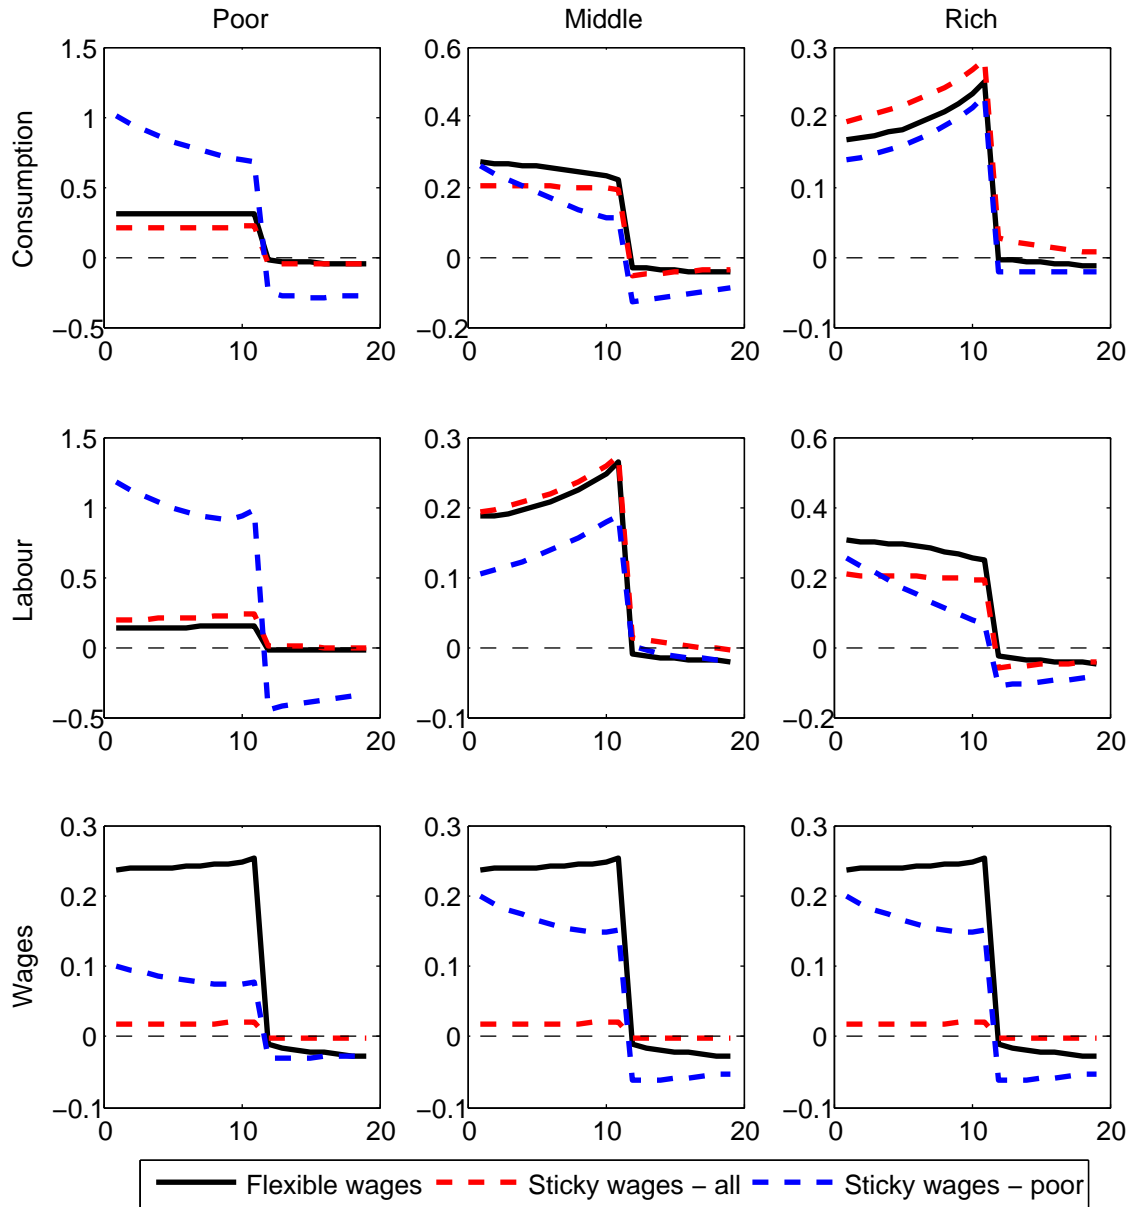 Poor Middle Rich
Consumption
1.5 0.6 0.3
1 0.4 0.2
0.5 0.2 0.1
0 0 0
−0.5 −0.2 −0.1
0 10 20 0 10 20 0 10 20
Labour
1.5 0.3 0.6
1 0.2 0.4
0.5 0.1 0.2
0 0 0
−0.5 −0.1 −0.2
0 10 20 0 10 20 0 10 20
Wages
0.3 0.3 0.3
0.2 0.2 0.2
0.1 0.1 0.1
0 0 0
−0.1 −0.1 −0.1
0 10 20 0 10 20 0 10 20
Flexible wages Sticky wages − all Sticky wages − poor